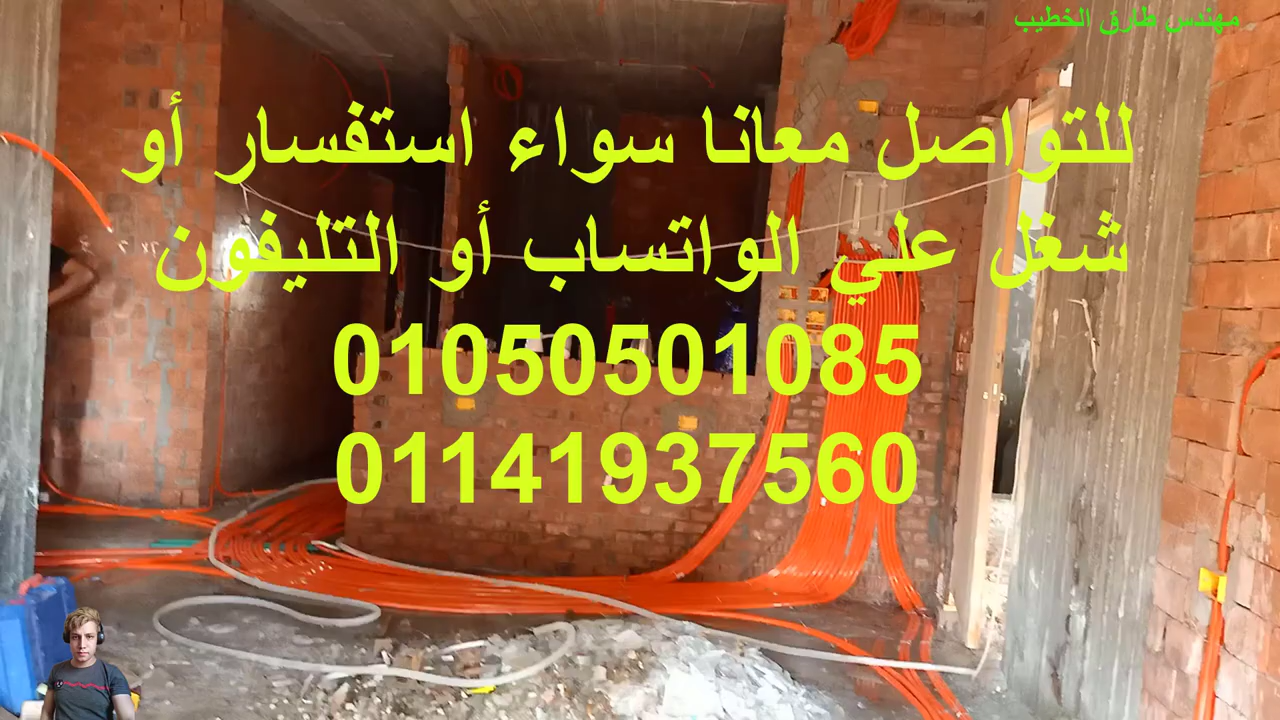 مهندس طارق الخطيب
للتواصل معانا سواء استفسار أو
شغل علي الواتساب أو التليفون
01050501085
01141937560